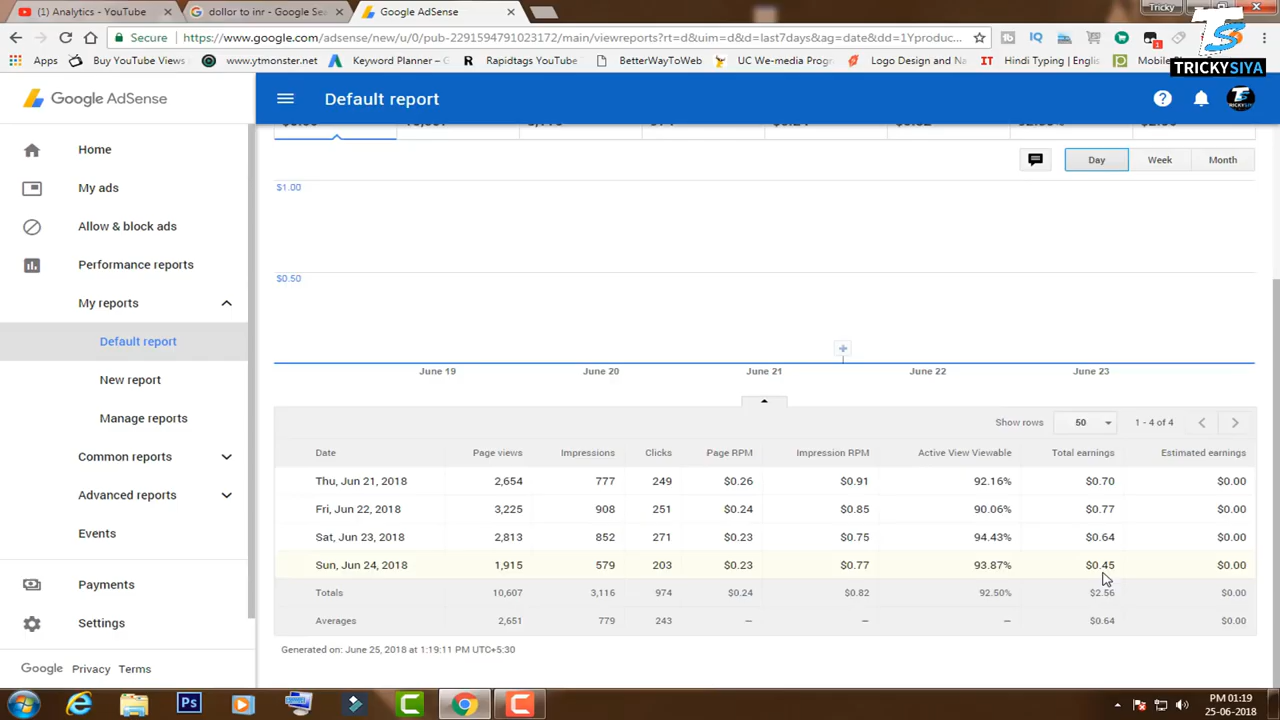 Analytics - YouTube
dollor to inr - Google Se
Google AdSense
Tricky
Secure
https://www.google.com/adsense/new/u/0/pub-2291594791023172/main/viewreports?rt=d&uim=d&d=last7days&ag=date&dd=1Yproduc...
Apps
Buy YouTube Views
www.ytmonster.net
Keyword Planner – G
Rapidtags YouTube
BetterWayToWeb
UC We-media Prog
Logo Design and Na
Hindi Typing | Engli
TRICKYSIYA
Google AdSense
Default report
Home
My ads
Allow & block ads
Performance reports
My reports
Default report
New report
Manage reports
Common reports
Advanced reports
Events
Payments
Settings
Google Privacy Terms
Day Week Month
$1.00
$0.50
June 19 June 20 June 21 June 22 June 23
Show rows 50 1 - 4 of 4
Date Page views Impressions Clicks Page RPM Impression RPM Active View Viewable Total earnings Estimated earnings
Thu, Jun 21, 2018 2,654 777 249 $0.26 $0.91 92.16% $0.70 $0.00
Fri, Jun 22, 2018 3,225 908 251 $0.24 $0.85 90.06% $0.77 $0.00
Sat, Jun 23, 2018 2,813 852 271 $0.23 $0.75 94.43% $0.64 $0.00
Sun, Jun 24, 2018 1,915 579 203 $0.23 $0.77 93.87% $0.45 $0.00
Totals 10,607 3,116 974 $0.24 $0.82 92.50% $2.56 $0.00
Averages 2,651 779 243 — — — $0.64 $0.00
Generated on: June 25, 2018 at 1:19:11 PM UTC+5:30
PM 01:19
25-06-2018